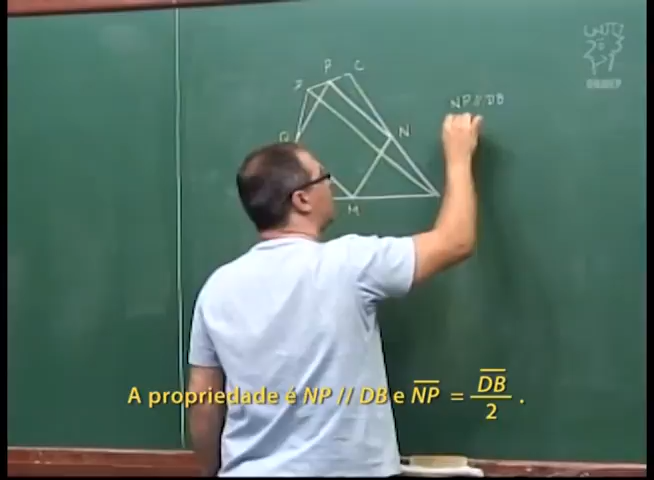 P C
D
NP // DB
Q N
M
A propriedade é NP // DB e NP = DB/2 .